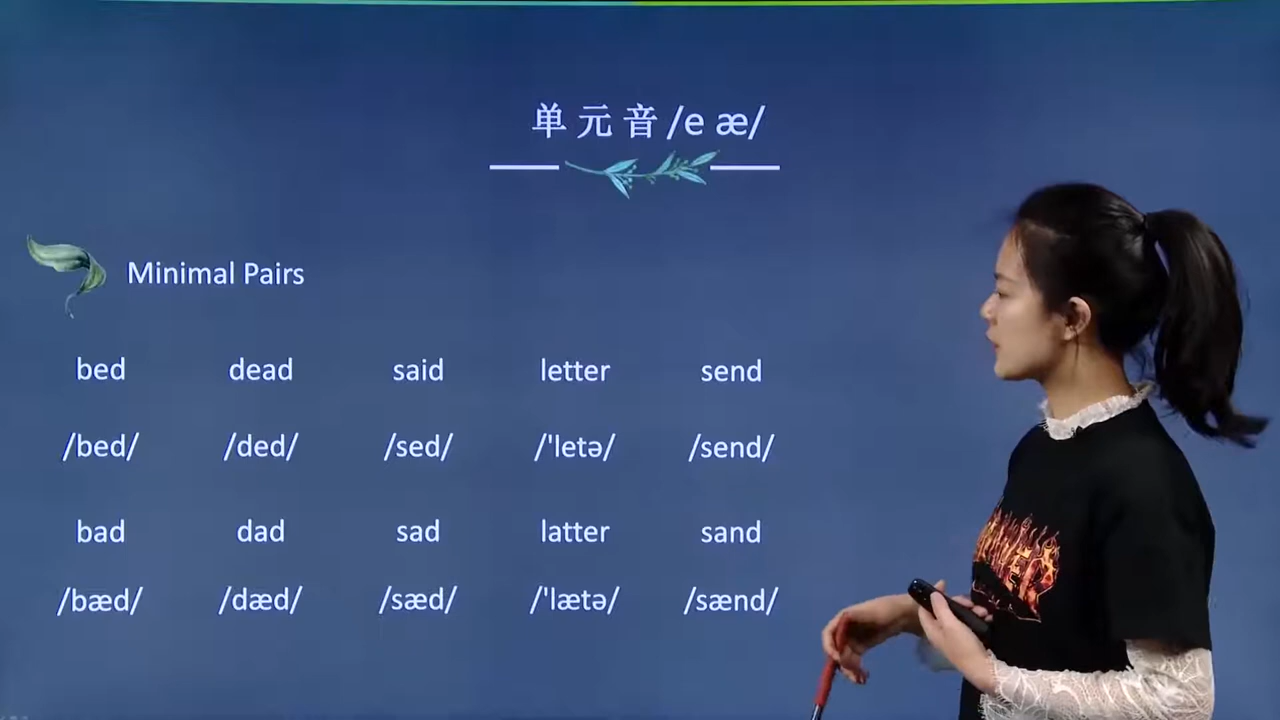 单元音/e æ/
Minimal Pairs
bed dead said letter send
/bed/ /ded/ /sed/ /'letə/ /send/
bad dad sad latter sand
/bæd/ /dæd/ /sæd/ /'lætə/ /sænd/